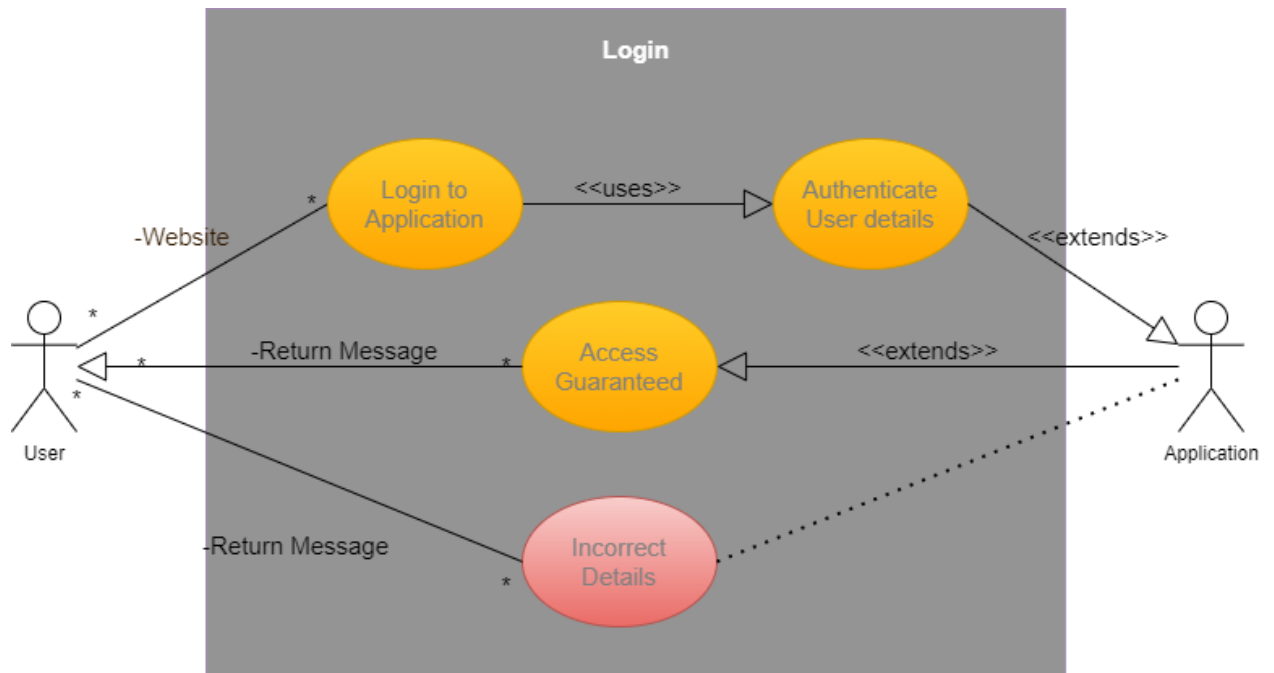 Login
Login to
Application
<<uses>>
Authenticate
User details
*
-Website
<<extends>>
*
-Return Message
*
*
Access
Guaranteed
<<extends>>
*
User
Application
-Return Message
*
Incorrect
Details